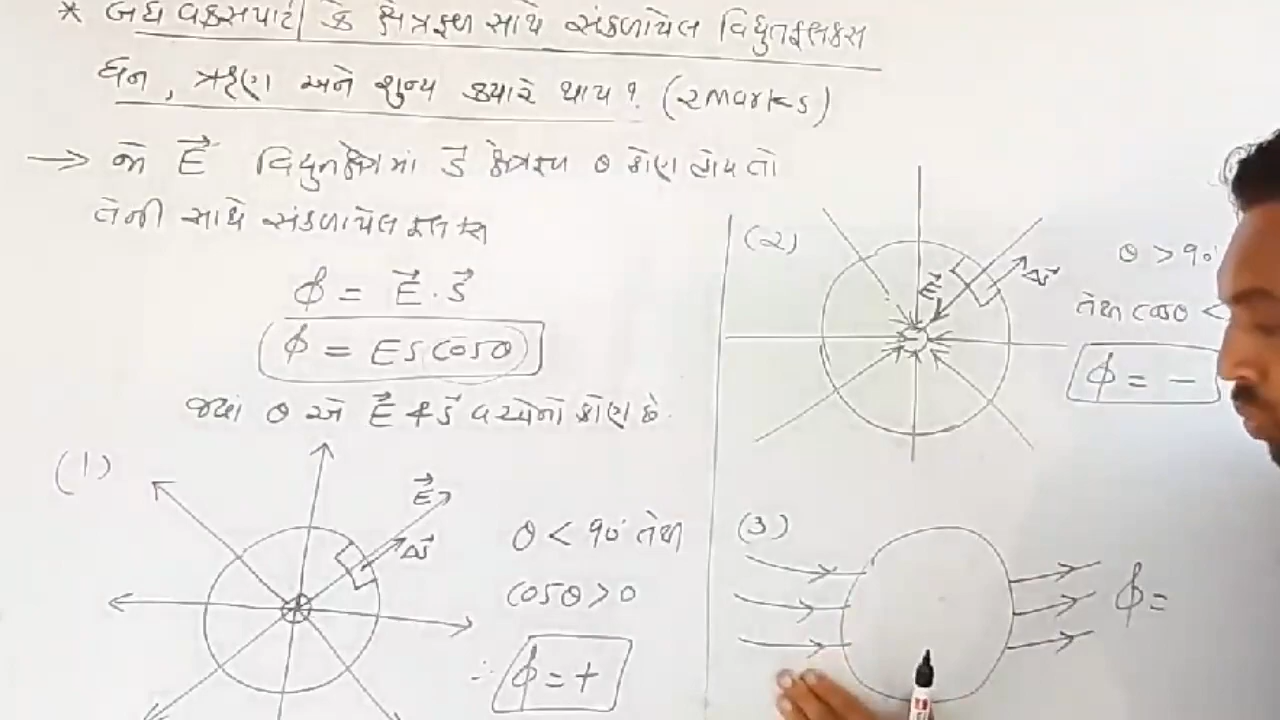 * બંધ વક્રસપાટી કે ક્ષેત્રફળ સાથે સંકળાયેલ વિદ્યુતફ્લક્સ
ધન, ઋણ અને શુન્ય ક્યારે થાય? (2marks)
→ જો E⃗ વિદ્યુતક્ષેત્રમાં S⃗ ક્ષેત્રફળ θ કોણે હોય તો
તેની સાથે સંકળાયેલ ફ્લક્સ
ϕ = E⃗ · S⃗
ϕ = E S cosθ
જ્યાં θ એ E⃗ & S⃗ વચ્ચેનો કોણ છે.
(1)
E⃗
ΔS⃗
θ < 90° તેથી
cosθ > 0
∴ ϕ = +
(2)
E⃗
ΔS⃗
θ > 90°
તેથી cosθ <
ϕ = −
(3)
ϕ =